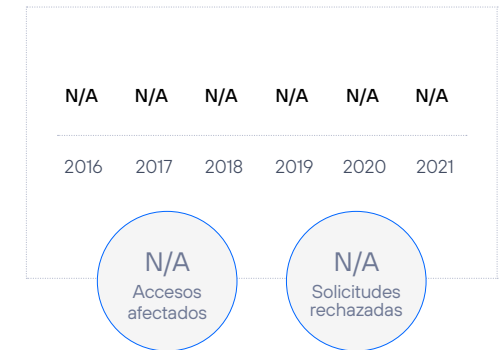 N/A N/A N/A N/A N/A N/A
2016 2017 2018 2019 2020 2021
N/A
Accesos
afectados
N/A
Solicitudes
rechazadas